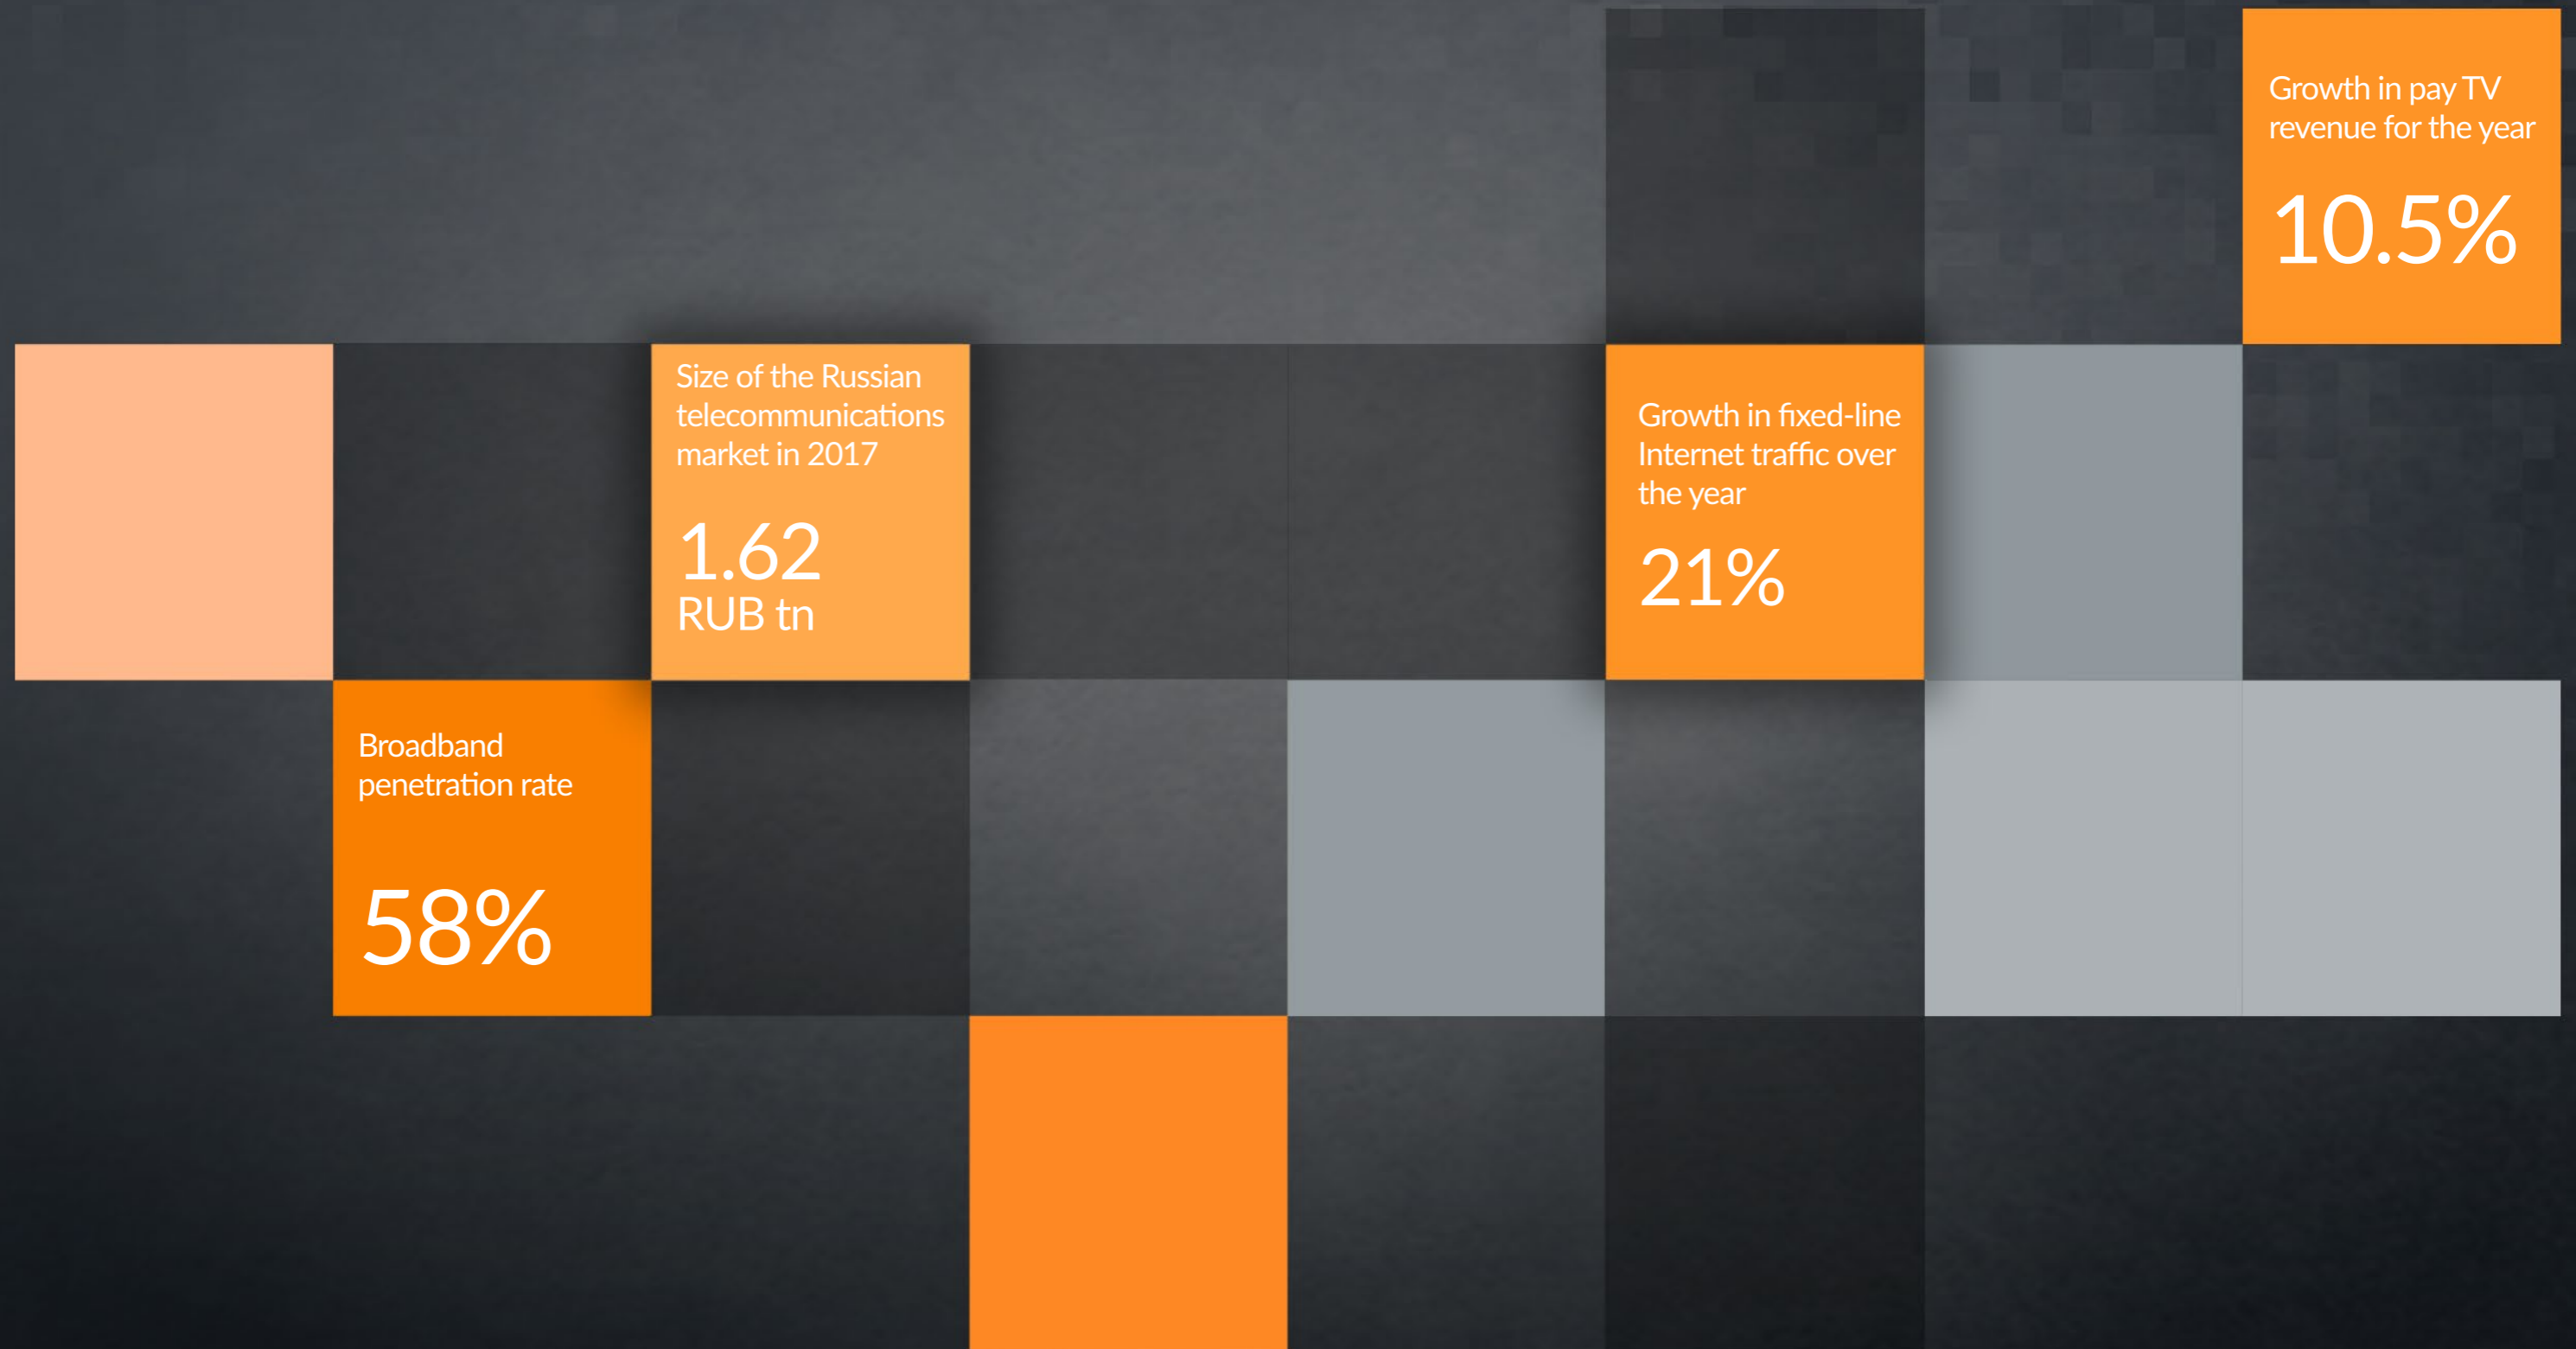 Growth in pay TV
revenue for the year
10.5%
Size of the Russian
telecommunications
market in 2017
1.62
RUB tn
Growth in fixed-line
Internet traffic over
the year
21%
Broadband
penetration rate
58%